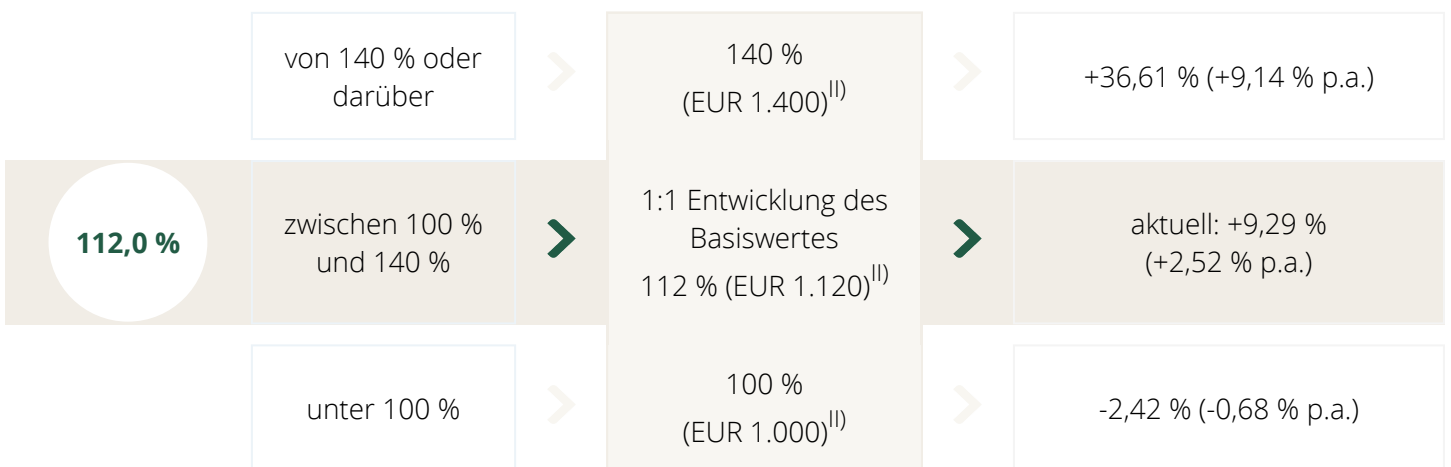 von 140 % oder
darüber
140 %
(EUR 1.400)II)
+36,61 % (+9,14 % p.a.)
112,0 %
zwischen 100 %
und 140 %
1:1 Entwicklung des
Basiswertes
112 % (EUR 1.120)II)
aktuell: +9,29 %
(+2,52 % p.a.)
unter 100 %
100 %
(EUR 1.000)II)
-2,42 % (-0,68 % p.a.)